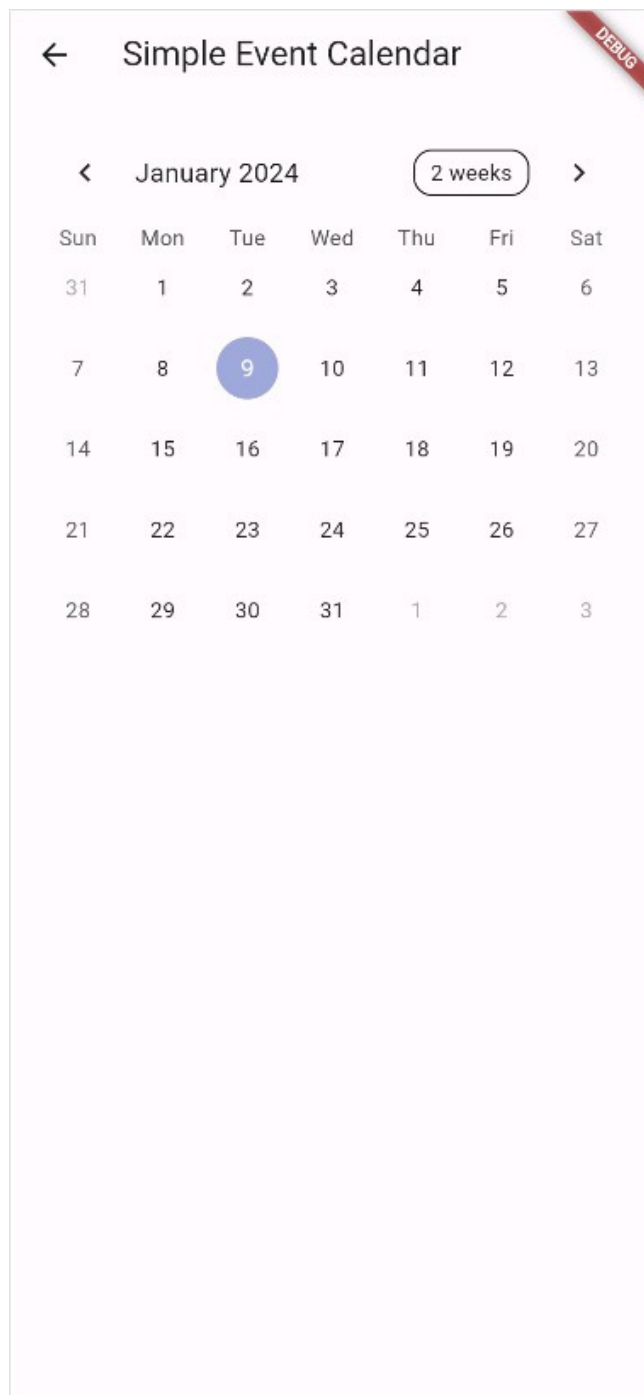 Simple Event Calendar
DEBUG
January 2024 2 weeks
Sun Mon Tue Wed Thu Fri Sat
31 1 2 3 4 5 6
7 8 9 10 11 12 13
14 15 16 17 18 19 20
21 22 23 24 25 26 27
28 29 30 31 1 2 3